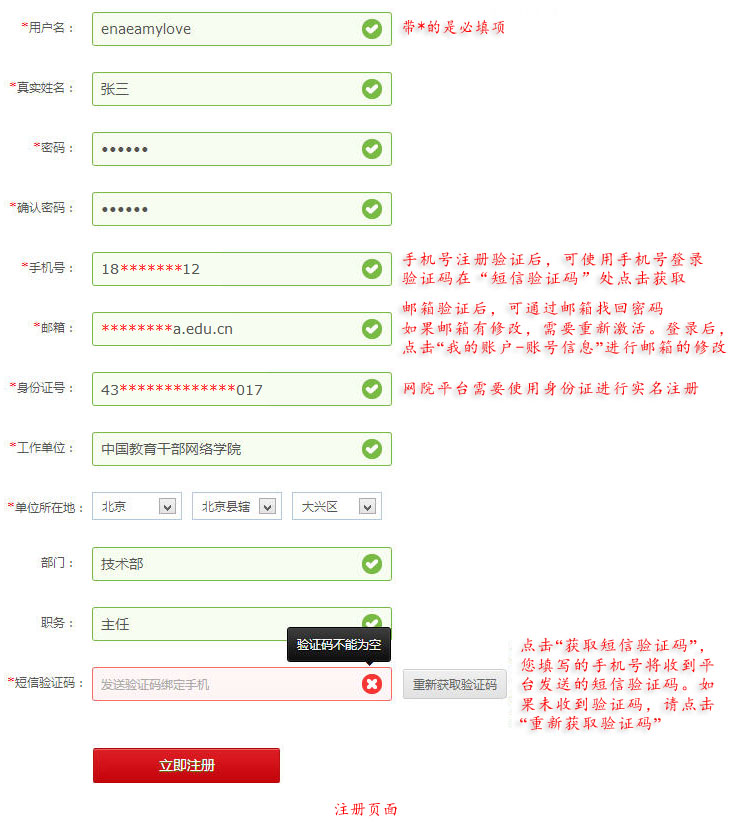 *用户名： enaeamylove 带*的是必填项
*真实姓名： 张三
*密码： ••••••
*确认密码： ••••••
*手机号： 18*******12 手机号注册验证后，可使用手机号登录
验证码在“短信验证码”处点击获取
邮箱验证后，可通过邮箱找回密码
*邮箱： ********a.edu.cn 如果邮箱有修改，需要重新激活。登录后，
点击“我的账户-账号信息”进行邮箱的修改
*身份证号： 43*************017 网院平台需要使用身份证进行实名注册
*工作单位： 中国教育干部网络学院
*单位所在地： 北京 北京县辖 大兴区
部门： 技术部
职务： 主任
验证码不能为空
*短信验证码： 发送验证码绑定手机 重新获取验证码
点击“获取短信验证码”，
您填写的手机号将收到平
台发送的短信验证码。如
果未收到验证码，请点击
“重新获取验证码”
立即注册
注册页面